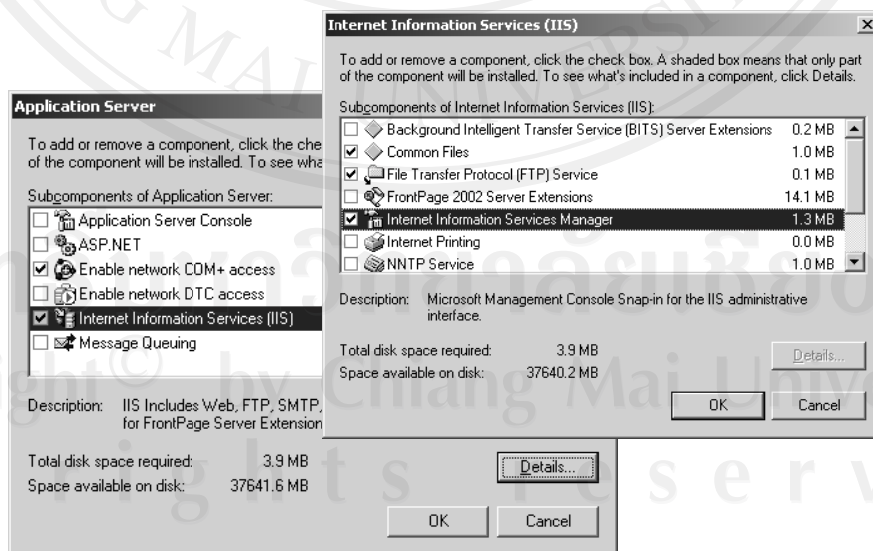 Internet Information Services (IIS)
To add or remove a component, click the check box. A shaded box means that only part
of the component will be installed. To see what's included in a component, click Details.
Subcomponents of Internet Information Services (IIS):
Background Intelligent Transfer Service (BITS) Server Extensions 0.2 MB
Common Files 1.0 MB
File Transfer Protocol (FTP) Service 0.1 MB
FrontPage 2002 Server Extensions 14.1 MB
Internet Information Services Manager 1.3 MB
Internet Printing 0.0 MB
NNTP Service 1.0 MB
Description: Microsoft Management Console Snap-in for the IIS administrative
interface.
Total disk space required: 3.9 MB
Space available on disk: 37640.2 MB
Details...
OK Cancel
Application Server
To add or remove a component, click the che
of the component will be installed. To see wha
Subcomponents of Application Server:
Application Server Console
ASP.NET
Enable network COM+ access
Enable network DTC access
Internet Information Services (IIS)
Message Queuing
Description: IIS Includes Web, FTP, SMTP,
for FrontPage Server Extension
Total disk space required: 3.9 MB
Space available on disk: 37641.6 MB
Details...
OK Cancel
MAI UNIVERSI
ight © by Chiang Mai Unive
rights reserv